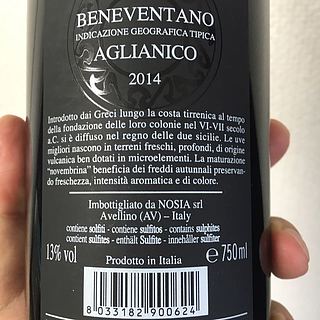 BENEVENTANO
INDICAZIONE GEOGRAFICA TIPICA
AGLIANICO
2014
Introdotto dai Greci lungo la costa tirrenica al tempo
della fondazione delle loro colonie nel VI-VII secolo
a.C. si è diffuso nel regno delle due sicilie. Le uve
migliori nascono in terreni freschi, profondi, di origine
vulcanica ben dotati in microelementi. La maturazione
"novembrina" beneficia dei freddi autunnali preservan-
do freschezza, intensità aromatica e di colore.
Imbottigliato da NOSIA srl
Avellino (AV) – Italy
contiene solfiti - contiene sulfitos - contains sulphites
contient sulfites - enthält Sulfite - innehåller sulfiter
13% vol
Prodotto in Italia
℮ 750 ml
8 033182 900624